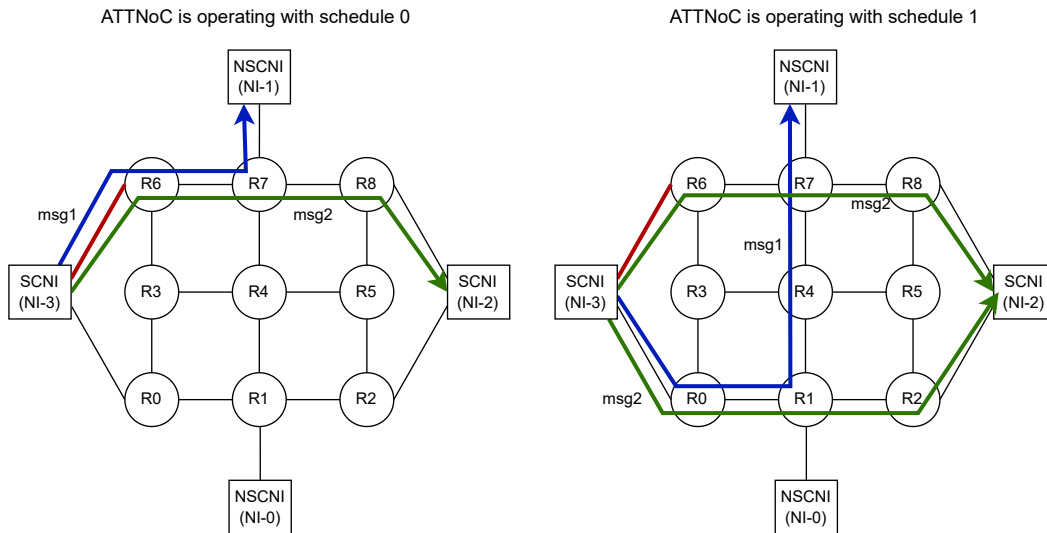 ATTNoC is operating with schedule 0
NSCNI
(NI-1)
R6
R7
R8
msg1
msg2
SCNI
(NI-3)
R3
R4
R5
SCNI
(NI-2)
R0
R1
R2
NSCNI
(NI-0)
ATTNoC is operating with schedule 1
NSCNI
(NI-1)
R6
R7
R8
msg2
msg1
SCNI
(NI-3)
R3
R4
R5
SCNI
(NI-2)
R0
R1
R2
msg2
NSCNI
(NI-0)